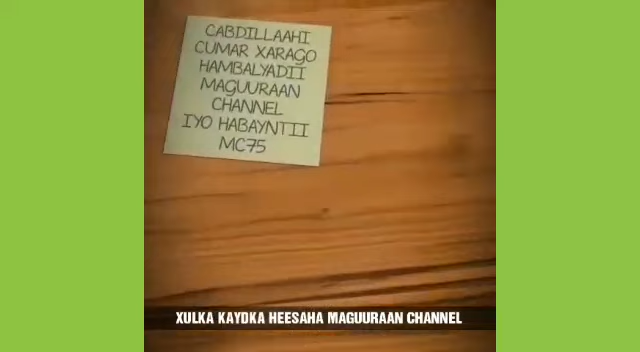 CABDILLAAHI
CUMAR XARAGO
HAMBALYADII
MAGUURAAN
CHANNEL
IYO HABAYNTII
MC75
XULKA KAYDKA HEESAHA MAGUURAAN CHANNEL